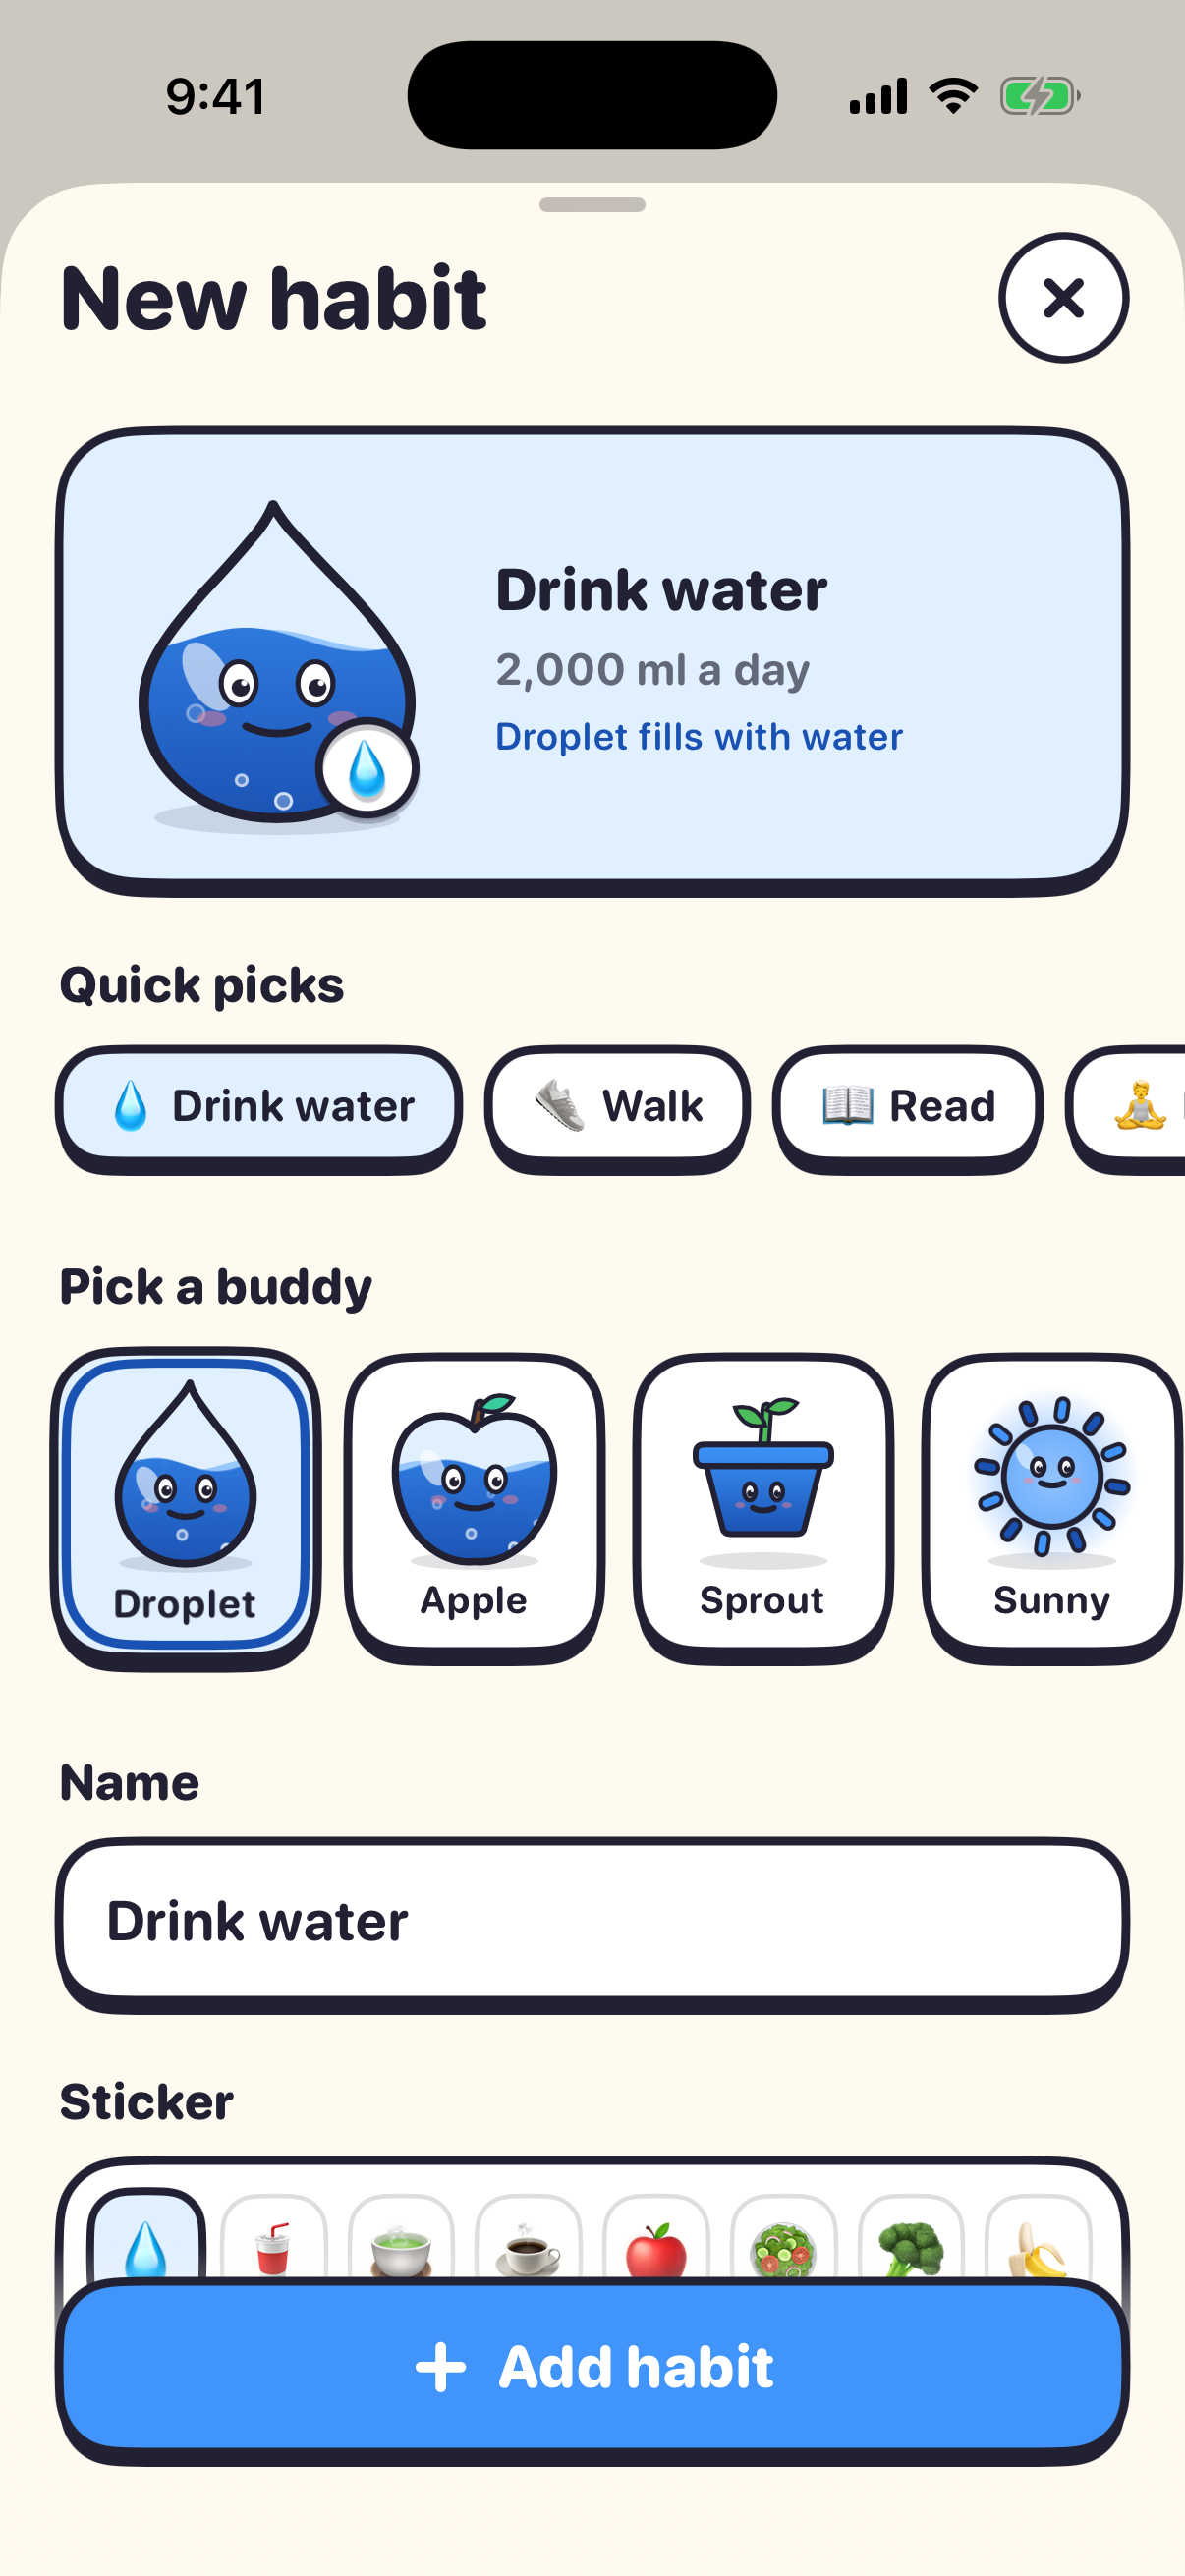 9:41
New habit
Drink water
2,000 ml a day
Droplet fills with water
Quick picks
Drink water
Walk
Read
Pick a buddy
Droplet
Apple
Sprout
Sunny
Name
Drink water
Sticker
Add habit